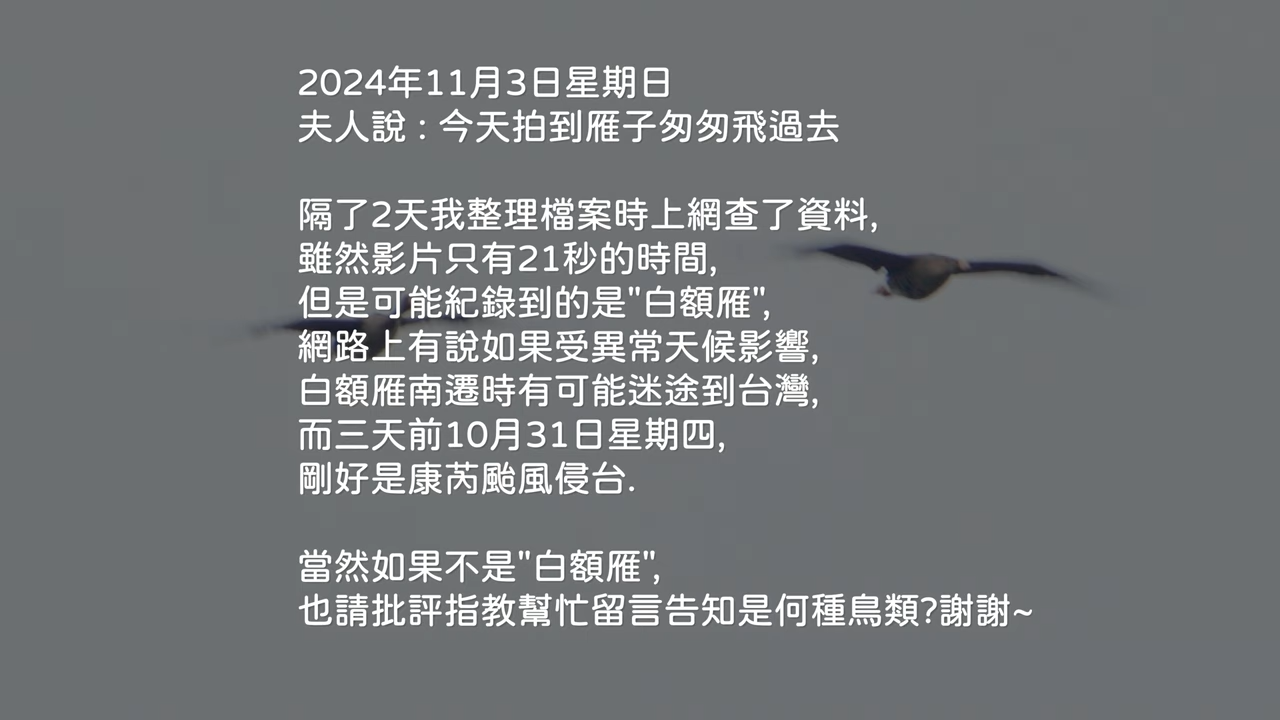 2024年11月3日星期日
夫人說 : 今天拍到雁子匆匆飛過去
隔了2天我整理檔案時上網查了資料,
雖然影片只有21秒的時間,
但是可能紀錄到的是"白額雁",
網路上有說如果受異常天候影響,
白額雁南遷時有可能迷途到台灣,
而三天前10月31日星期四,
剛好是康芮颱風侵台.
當然如果不是"白額雁",
也請批評指教幫忙留言告知是何種鳥類?謝謝~